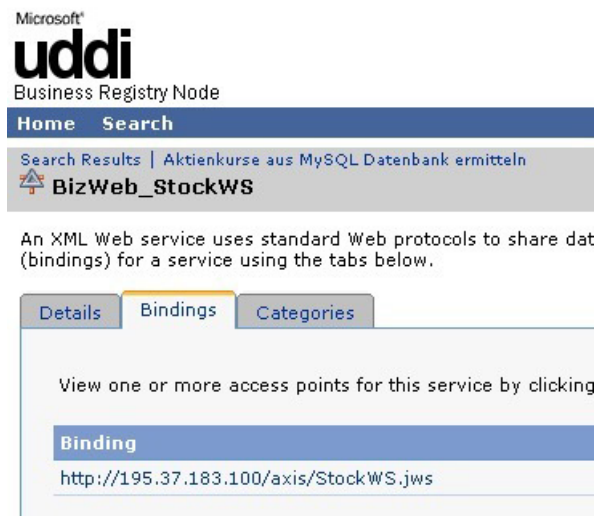 Microsoft®
uddi
Business Registry Node
Home Search
Search Results | Aktienkurse aus MySQL Datenbank ermitteln
BizWeb_StockWS
An XML Web service uses standard Web protocols to share dat
(bindings) for a service using the tabs below.
Details Bindings Categories
View one or more access points for this service by clicking
Binding
http://195.37.183.100/axis/StockWS.jws